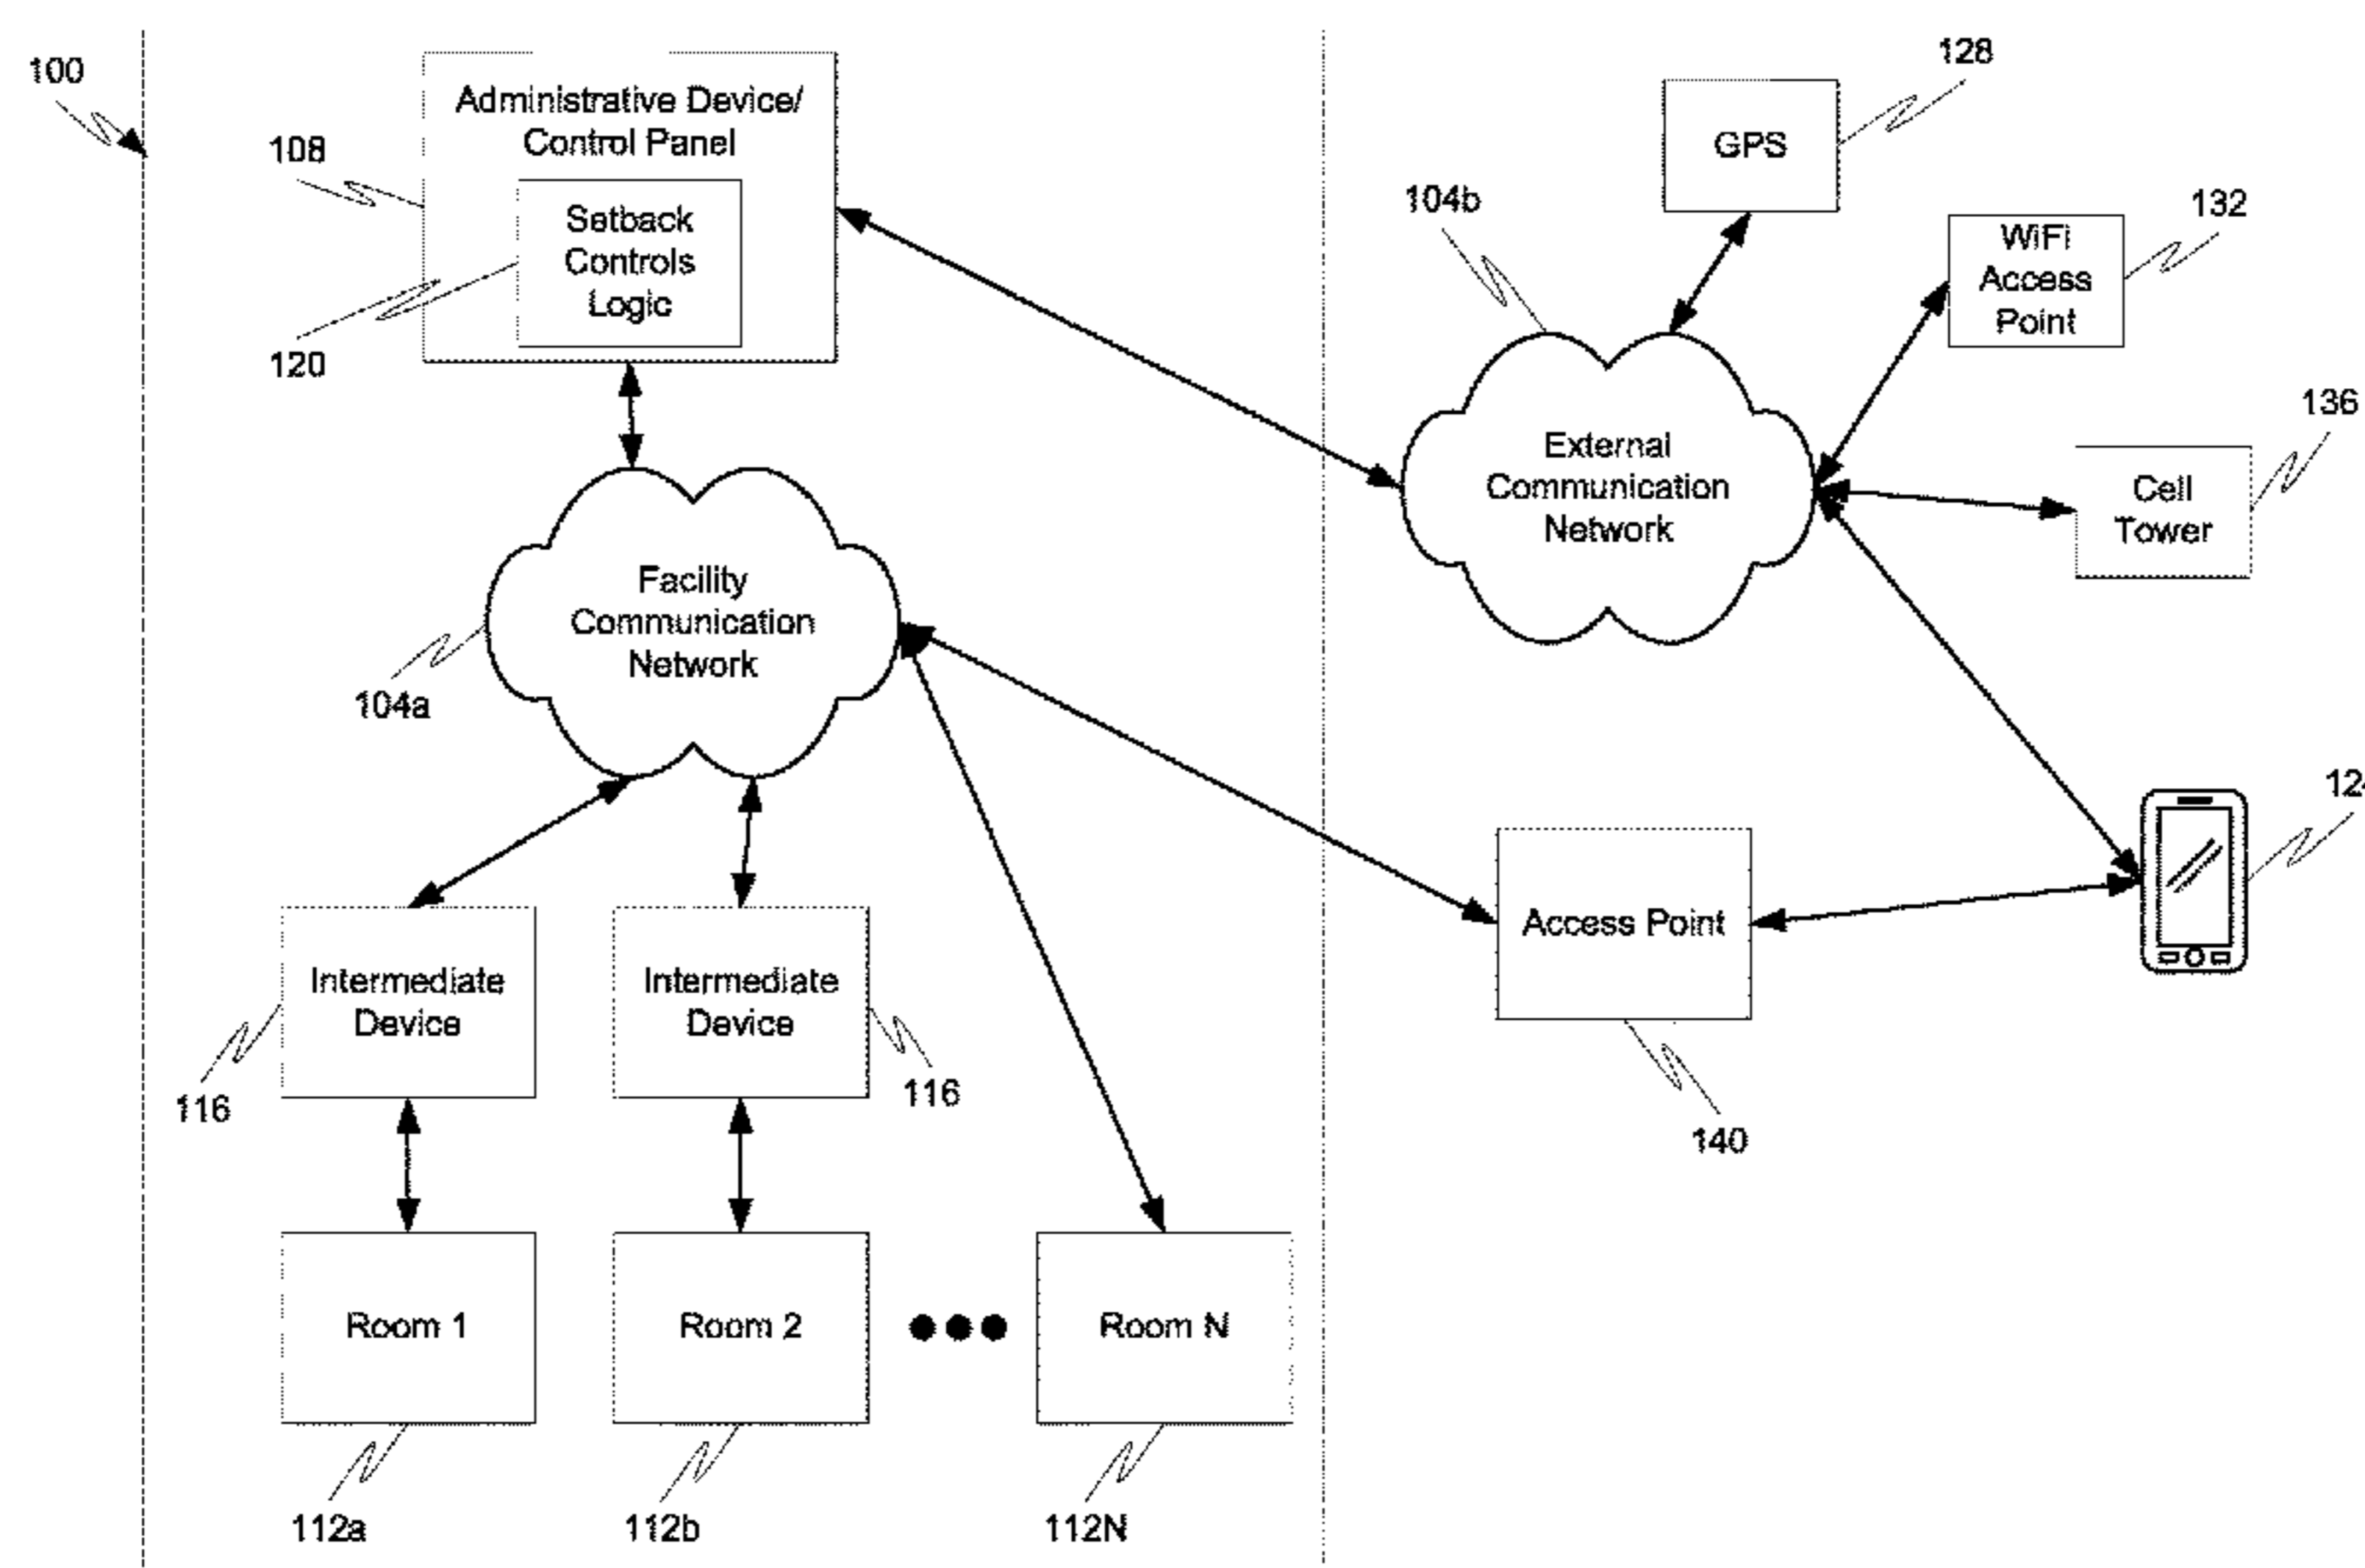 100
Administrative Device/
Control Panel
108
Setback
Controls
Logic
120
Facility
Communication
Network
104a
Intermediate
Device
116
Intermediate
Device
116
Room 1
112a
Room 2
112b
Room N
112N
128
GPS
104b
132
WiFi
Access
Point
136
Cell
Tower
External
Communication
Network
Access Point
140